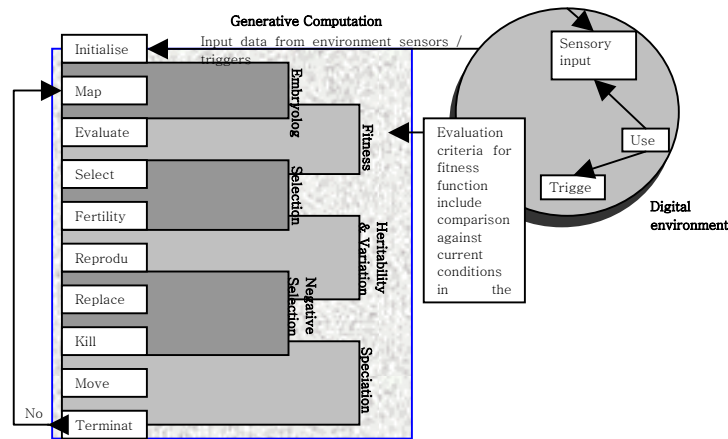 Generative Computation
Initialise
Input data from environment sensors /
triggers
Map
Evaluate
Select
Fertility
Reprodu
Replace
Kill
Move
Terminat
No
Embryolog
Fitness
Selection
Heritability
& Variation
Negative
Selection
Speciation
Evaluation
criteria for
fitness
function
include
comparison
against
current
conditions
in the
Sensory
input
Use
Trigge
Digital
environment